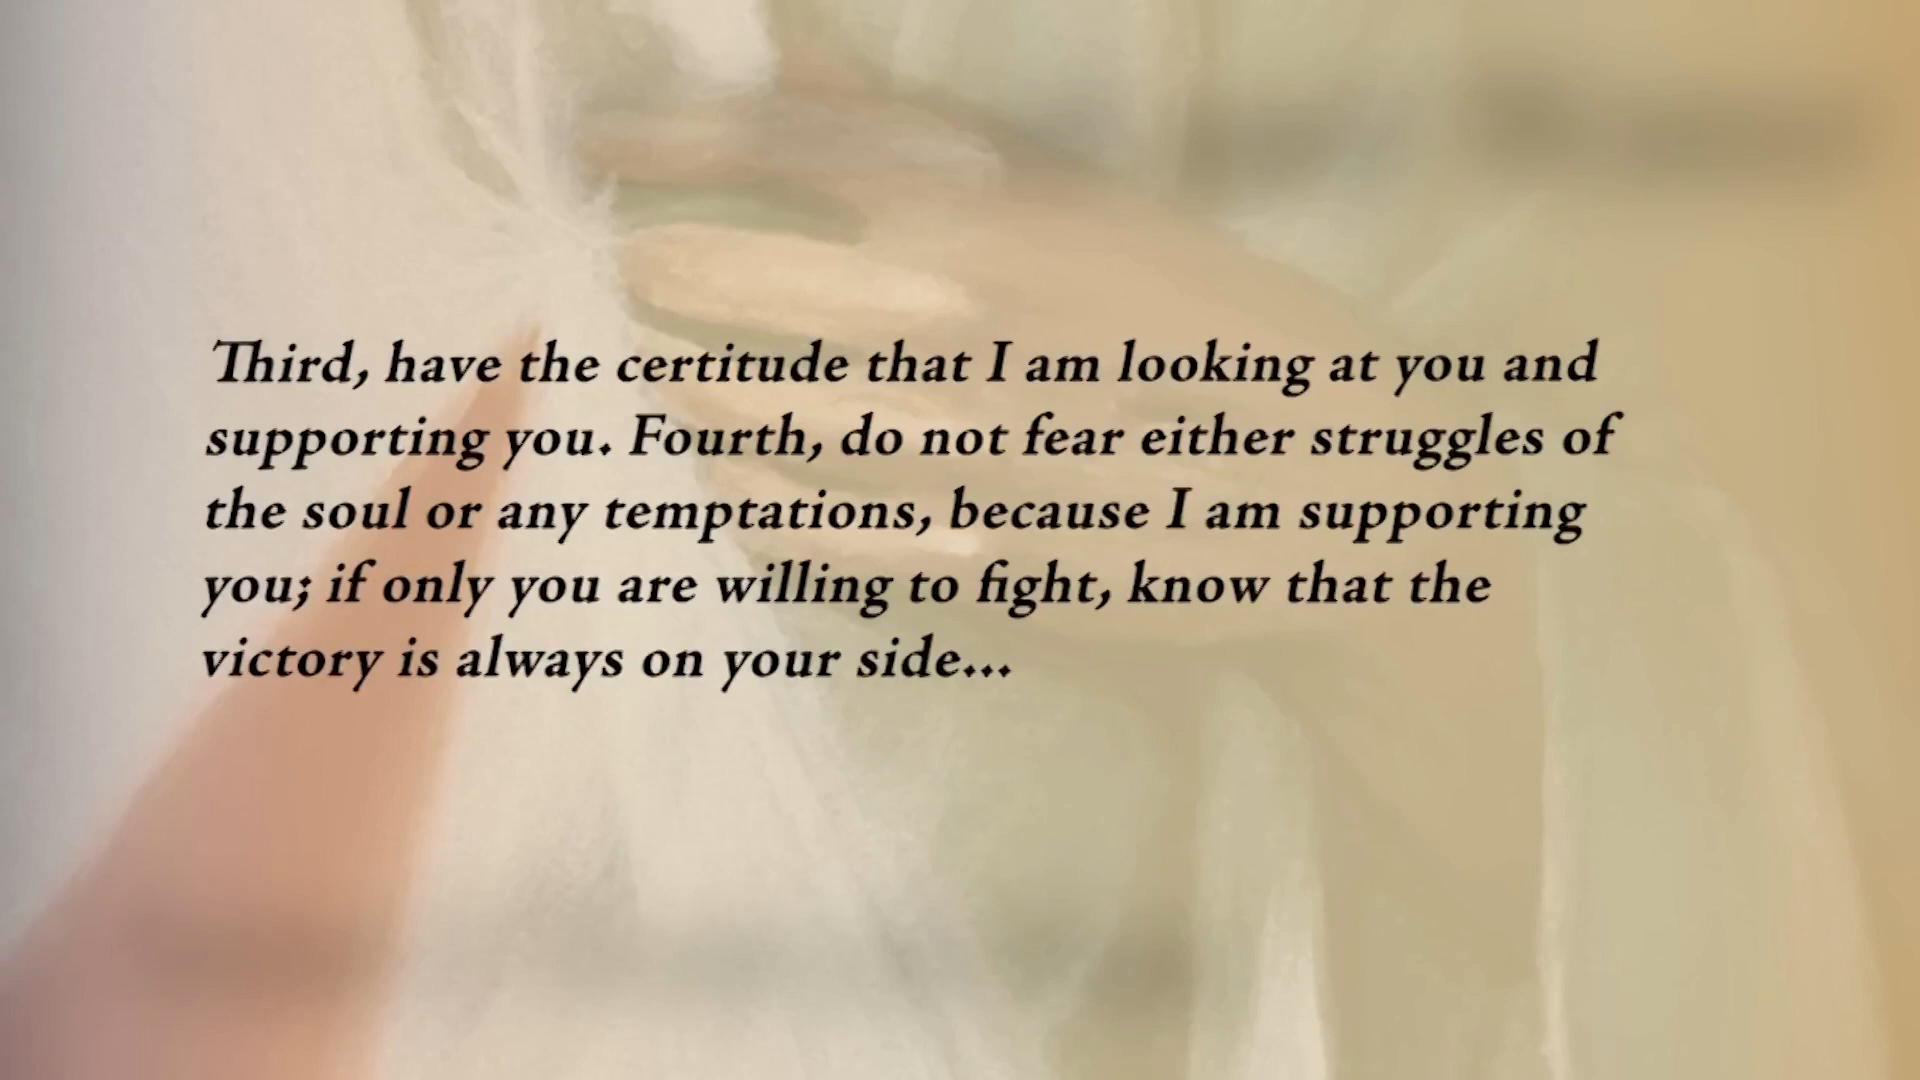 Third, have the certitude that I am looking at you and
supporting you. Fourth, do not fear either struggles of
the soul or any temptations, because I am supporting
you; if only you are willing to fight, know that the
victory is always on your side...